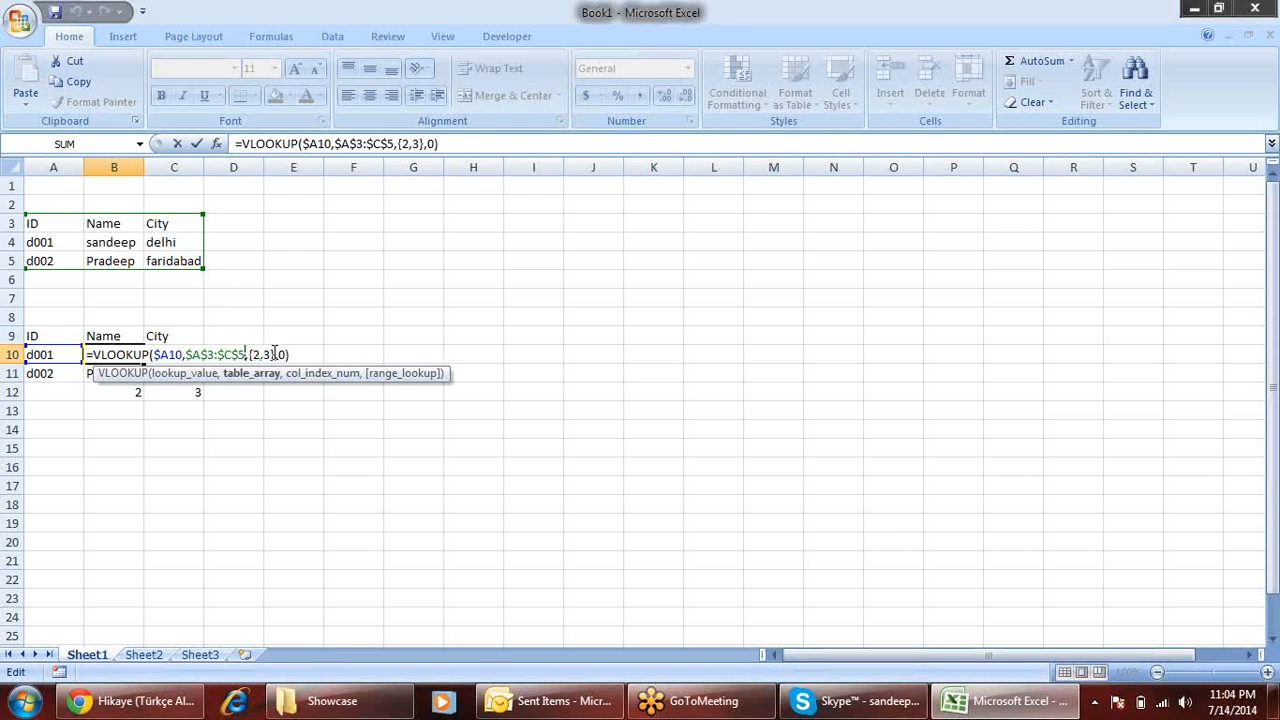 Book1 - Microsoft Excel
Home Insert Page Layout Formulas Data Review View Developer
Cut
Copy
Format Painter
Paste
Clipboard
11
Font
Wrap Text
Merge & Center
Alignment
General
$ % ,
Number
Conditional Formatting
Format as Table
Cell Styles
Styles
Insert Delete Format
Cells
AutoSum
Fill
Clear
Sort & Filter
Find & Select
Editing
SUM
=VLOOKUP($A10,$A$3:$C$5,{2,3},0)
A B C D E F G H I J K L M N O P Q R S T U
1
2
3 ID Name City
4 d001 sandeep delhi
5 d002 Pradeep faridabad
6
7
8
9 ID Name City
10 d001 =VLOOKUP($A10,$A$3:$C$5,{2,3},0)
11 d002 P
VLOOKUP(lookup_value, table_array, col_index_num, [range_lookup])
12 2 3
13
14
15
16
17
18
19
20
21
22
23
24
25
Sheet1 Sheet2 Sheet3
Edit
100%
Hikaye (Türkçe Al...
Showcase
Sent Items - Micr...
GoToMeeting
Skype™ - sandeep...
Microsoft Excel - ...
11:04 PM
7/14/2014